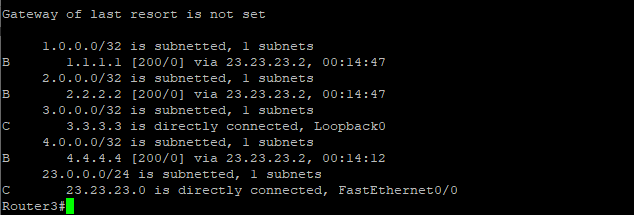 Gateway of last resort is not set
     1.0.0.0/32 is subnetted, 1 subnets
B       1.1.1.1 [200/0] via 23.23.23.2, 00:14:47
     2.0.0.0/32 is subnetted, 1 subnets
B       2.2.2.2 [200/0] via 23.23.23.2, 00:14:47
     3.0.0.0/32 is subnetted, 1 subnets
C       3.3.3.3 is directly connected, Loopback0
     4.0.0.0/32 is subnetted, 1 subnets
B       4.4.4.4 [200/0] via 23.23.23.2, 00:14:12
     23.0.0.0/24 is subnetted, 1 subnets
C       23.23.23.0 is directly connected, FastEthernet0/0
Router3#